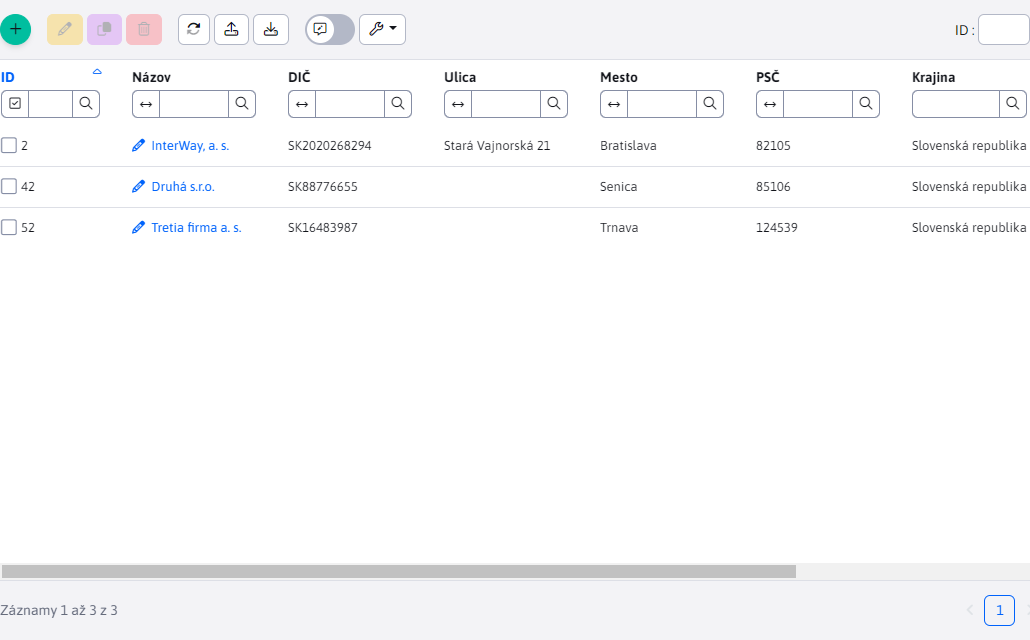 ID :
ID Názov DIČ Ulica Mesto PSČ Krajina
2 InterWay, a. s. SK2020268294 Stará Vajnorská 21 Bratislava 82105 Slovenská republika
42 Druhá s.r.o. SK88776655 Senica 85106 Slovenská republika
52 Tretia firma a. s. SK16483987 Trnava 124539 Slovenská republika
Záznamy 1 až 3 z 3
1